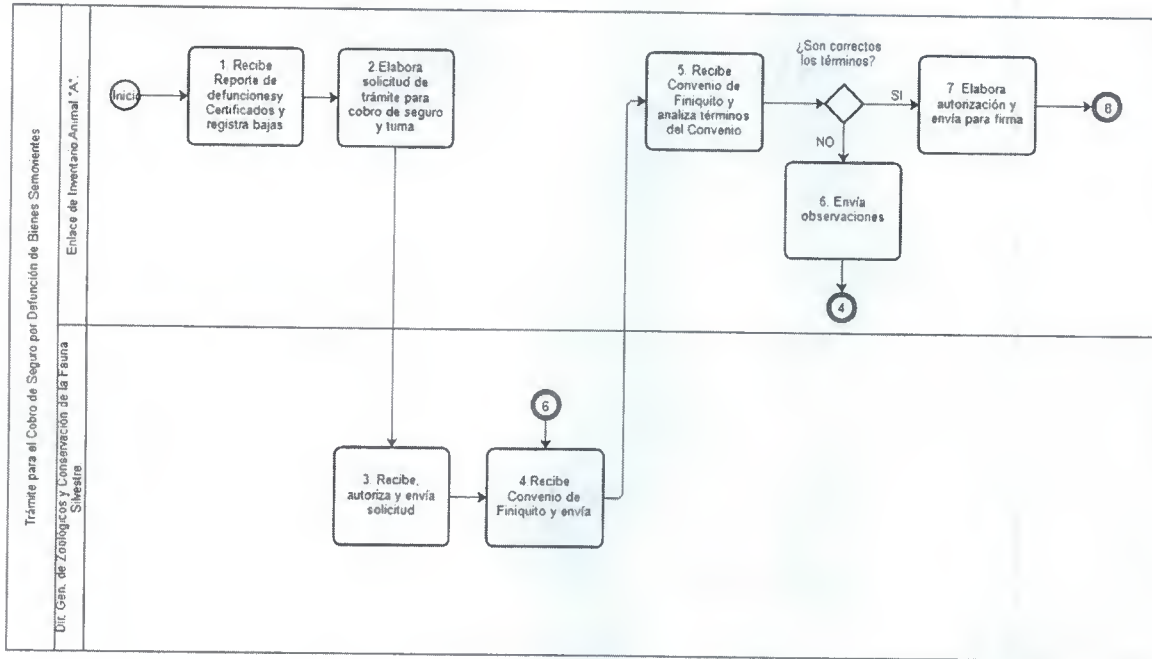 Trámite para el Cobro de Seguro por Defunción de Bienes Semovientes
Enlace de Inventario Animal "A".
Inicio
1. Recibe
Reporte de
defuncionesy
Certificados y
registra bajas
2.Elabora
solicitud de
trámite para
cobro de seguro
y turna
5. Recibe
Convenio de
Finiquito y
analiza términos
del Convenio
¿Son correctos
los términos?
SI
NO
7 Elabora
autorización y
envía para firma
8
6. Envía
observaciones
4
Dir. Gen. de Zoológicos y Conservación de la Fauna
Silvestre
6
3. Recibe,
autoriza y envía
solicitud
4 Recibe
Convenio de
Finiquito y envía